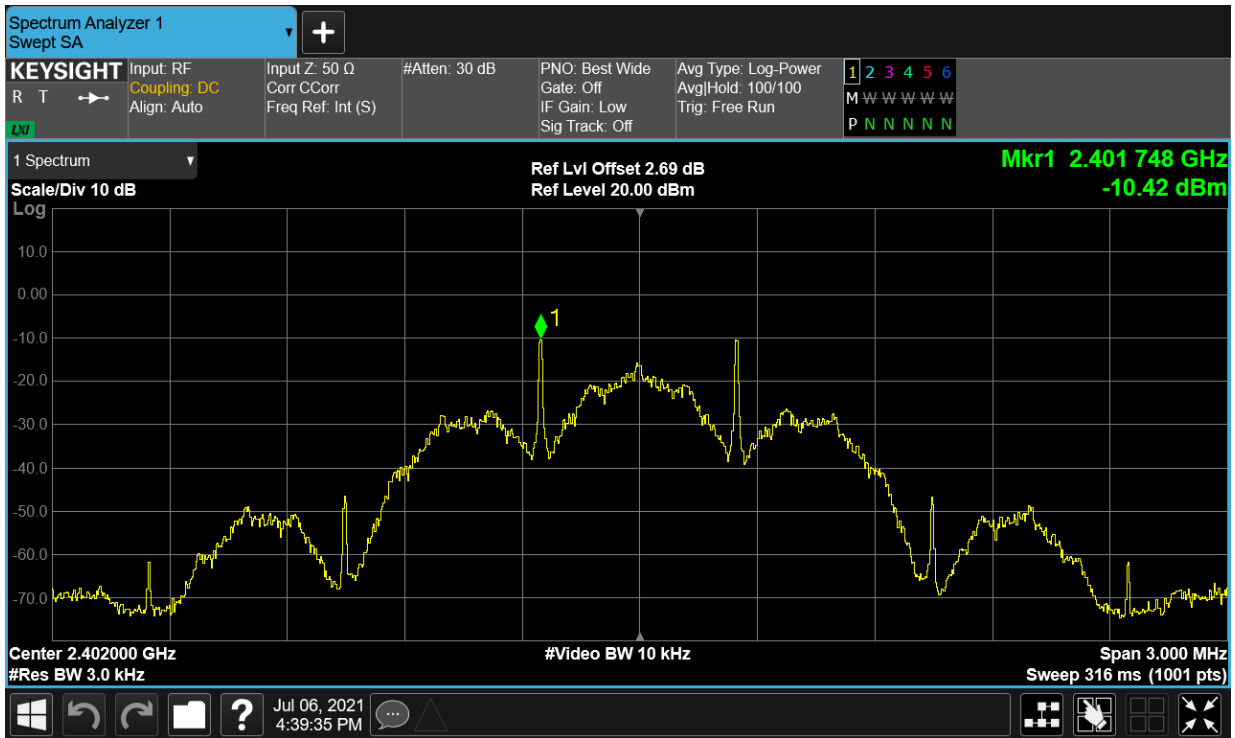 Spectrum Analyzer 1
Swept SA
KEYSIGHT
R T
LXI
Input: RF
Coupling: DC
Align: Auto
Input Z: 50 Ω
Corr CCorr
Freq Ref: Int (S)
#Atten: 30 dB
PNO: Best Wide
Gate: Off
IF Gain: Low
Sig Track: Off
Avg Type: Log-Power
Avg|Hold: 100/100
Trig: Free Run
1 2 3 4 5 6
M W W W W W
P N N N N N
1 Spectrum
Scale/Div 10 dB
Log
Ref Lvl Offset 2.69 dB
Ref Level 20.00 dBm
Mkr1 2.401 748 GHz
-10.42 dBm
10.0
0.00
-10.0
-20.0
-30.0
-40.0
-50.0
-60.0
-70.0
1
Center 2.402000 GHz
#Res BW 3.0 kHz
#Video BW 10 kHz
Span 3.000 MHz
Sweep 316 ms (1001 pts)
?
Jul 06, 2021
4:39:35 PM